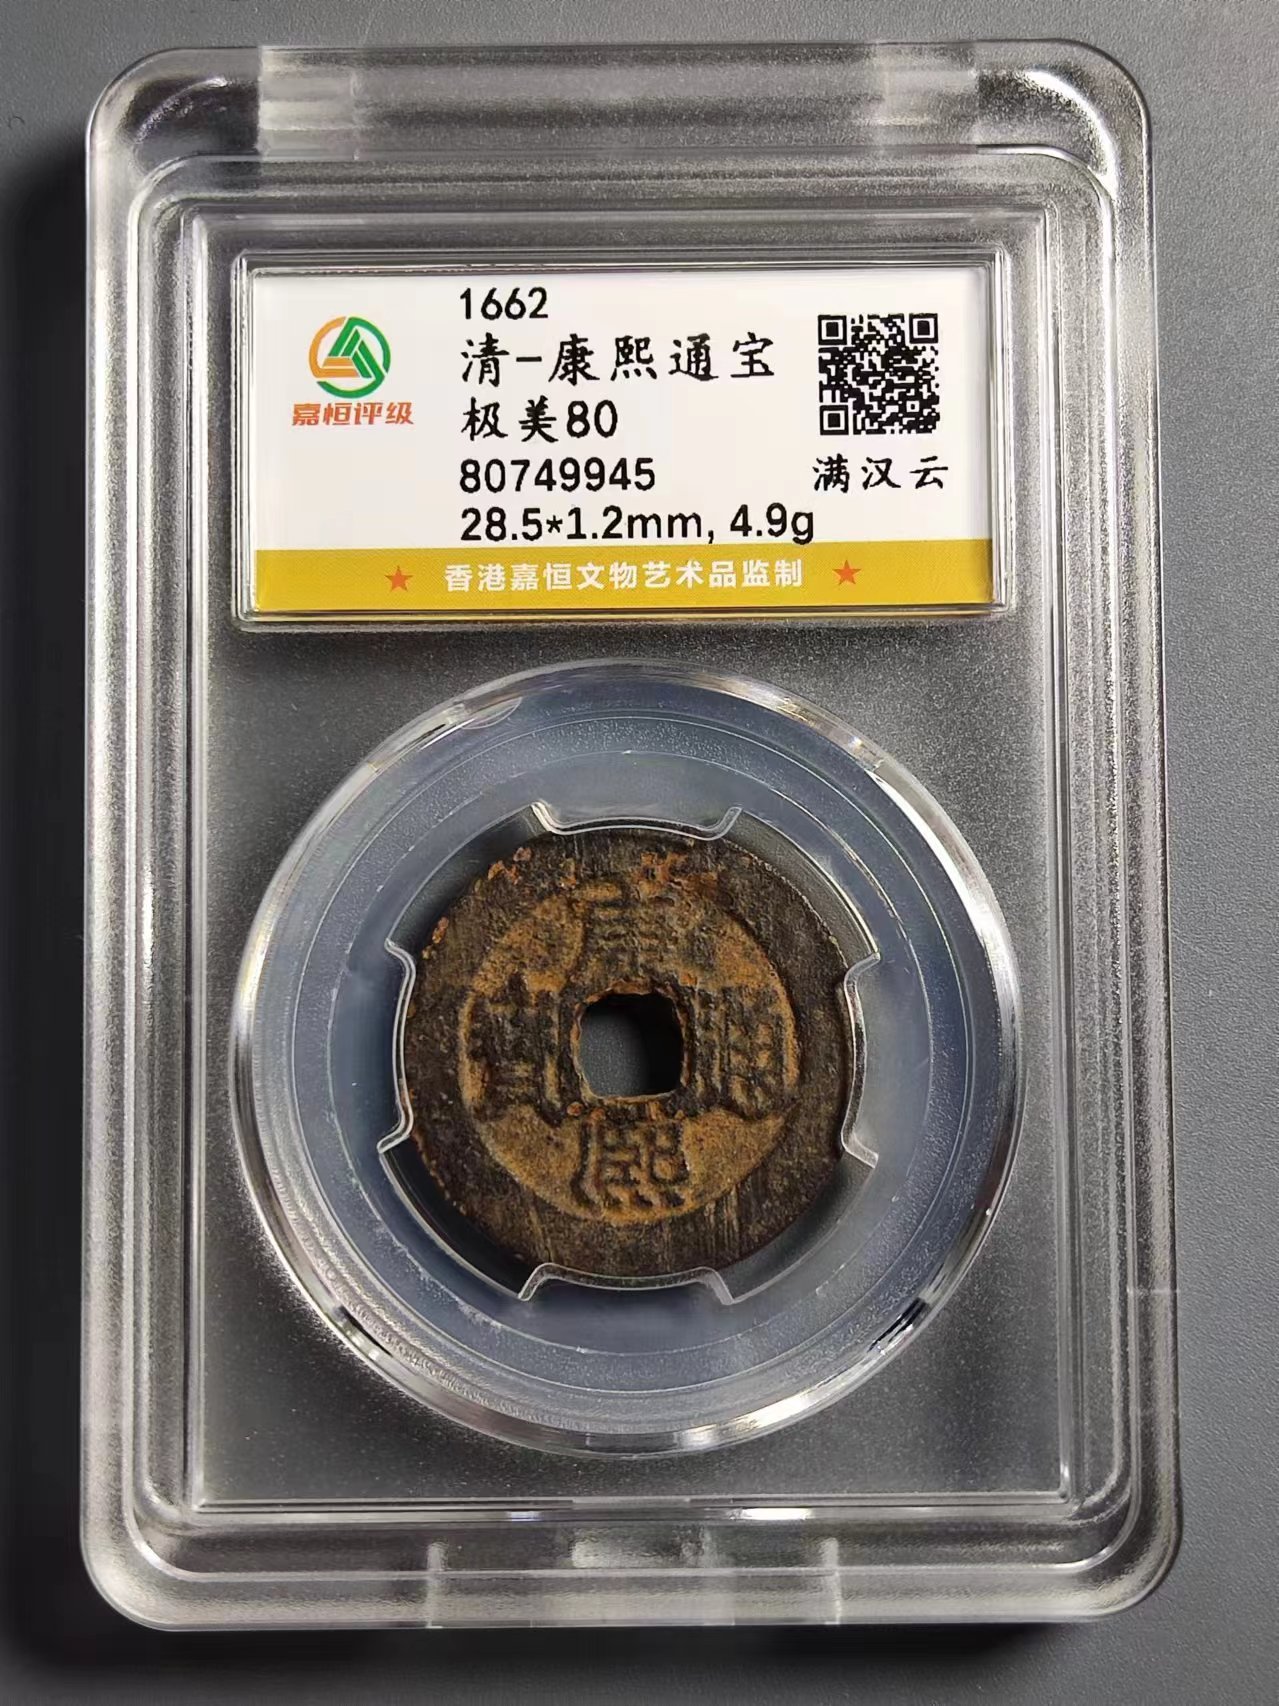 1662
清-康熙通宝
嘉恒评级
极美80
80749945
满汉云
28.5*1.2mm, 4.9g
★ 香港嘉恒文物艺术品监制 ★
康
寶 通
熙